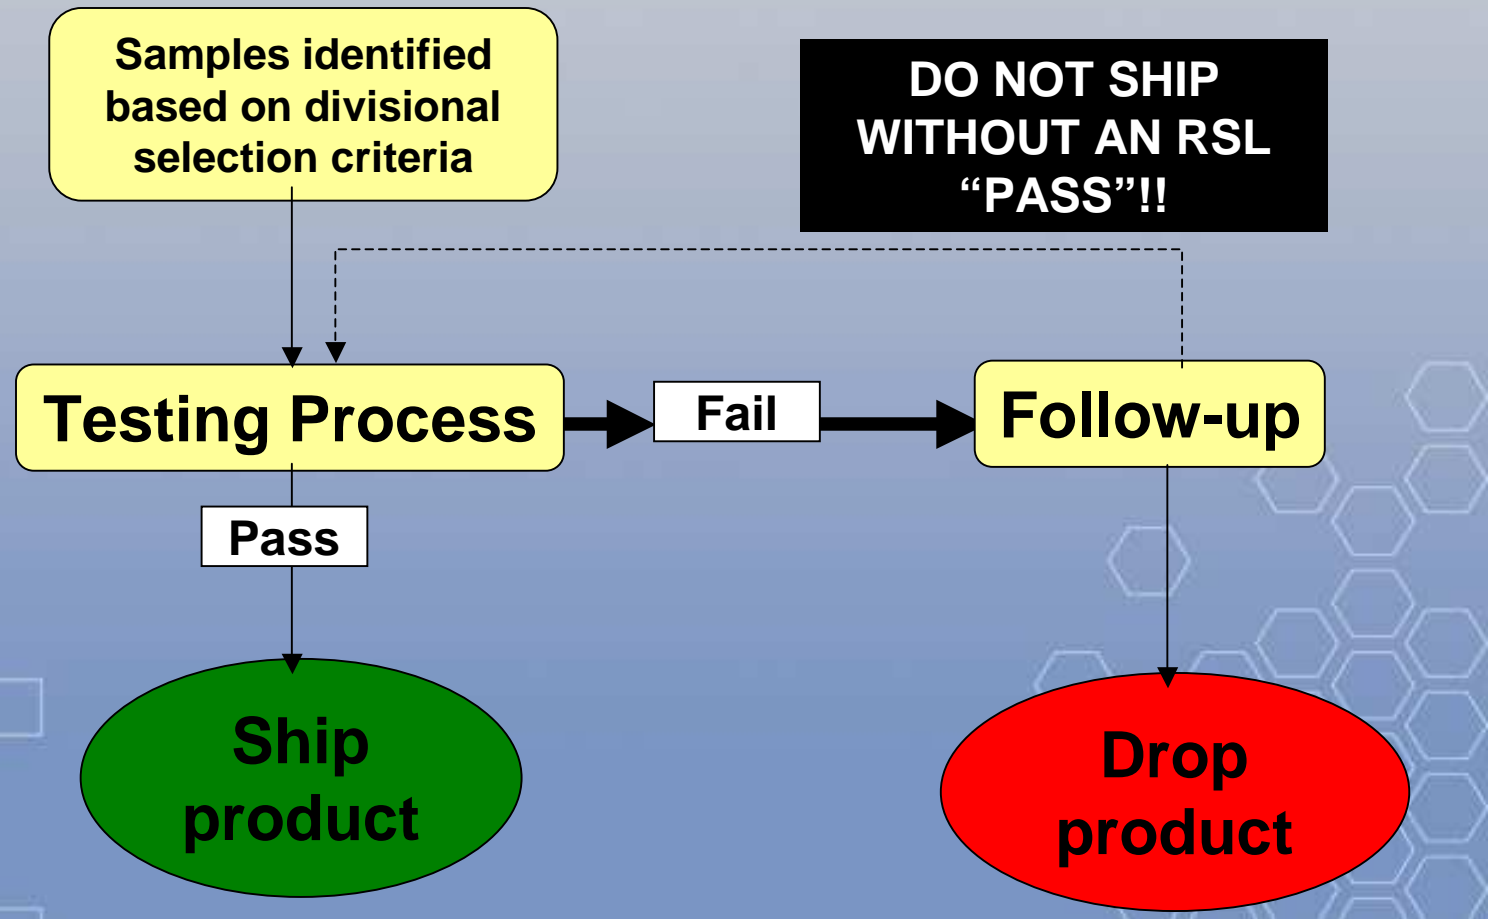 Samples identified
based on divisional
selection criteria
DO NOT SHIP
WITHOUT AN RSL
“PASS”!!
Testing Process
Fail
Follow-up
Pass
Ship
product
Drop
product